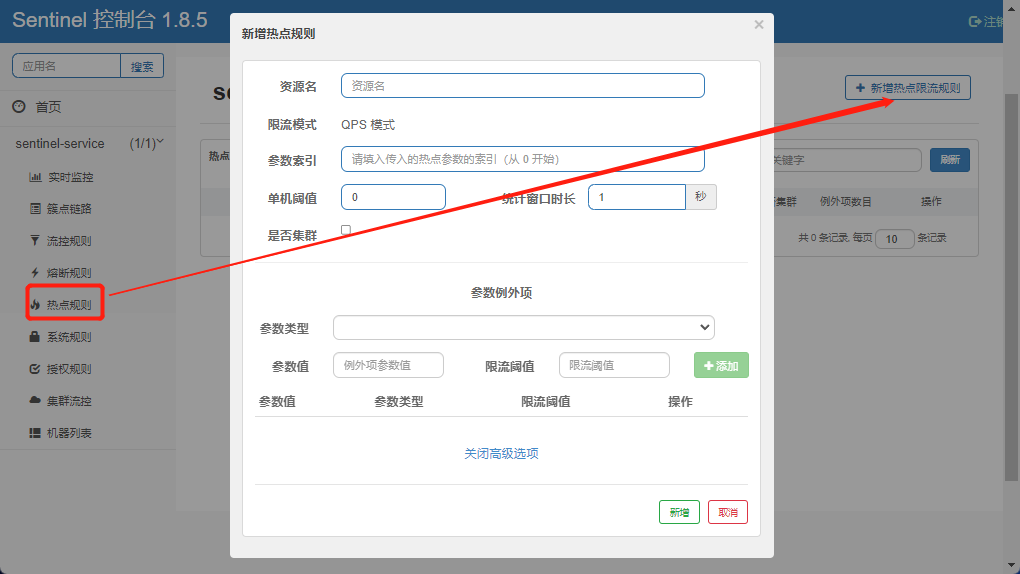 Sentinel 控制台 1.8.5
注销
应用名
搜索
首页
sentinel-service (1/1)
实时监控
簇点链路
流控规则
熔断规则
热点规则
系统规则
授权规则
集群流控
机器列表
新增热点限流规则
热点
关键字
刷新
集群
例外项数目
操作
共 0 条记录, 每页 10 条记录
新增热点规则
×
资源名
资源名
限流模式
QPS 模式
参数索引
请填入传入的热点参数的索引（从 0 开始）
单机阈值
0
统计窗口时长
1
秒
是否集群
参数例外项
参数类型
参数值
例外项参数值
限流阈值
限流阈值
添加
参数值
参数类型
限流阈值
操作
关闭高级选项
新增
取消